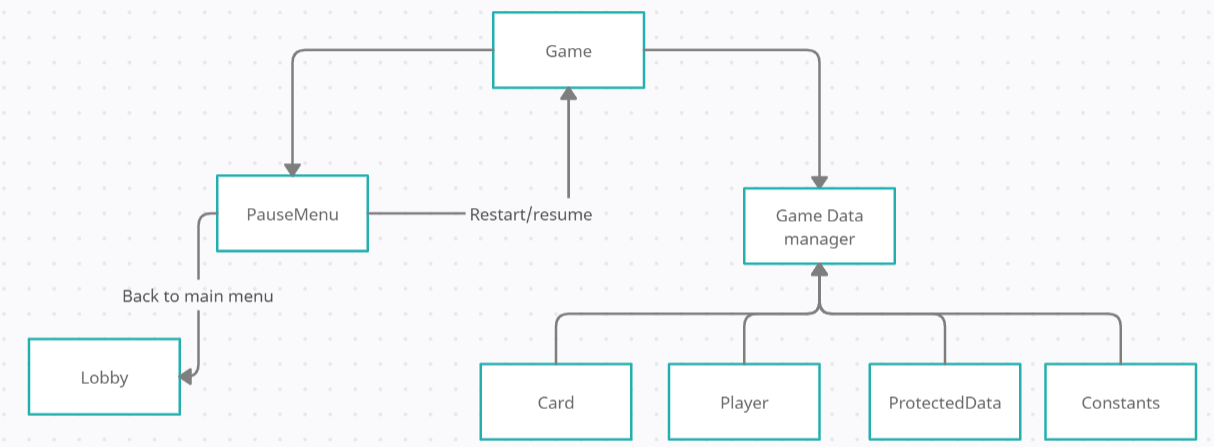 Game
PauseMenu
Restart/resume
Game Data
manager
Back to main menu
Lobby
Card
Player
ProtectedData
Constants